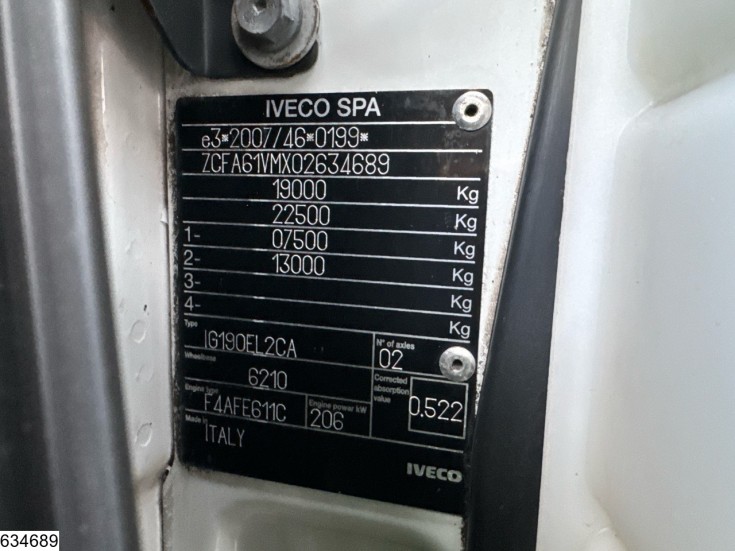 IVECO SPA
e3*2007/46*0199*
ZCFA61VMX02634689
19000 Kg
22500 Kg
1- 07500 Kg
2- 13000 Kg
3- Kg
4- Kg
Type IG190EL2CA
N° of axles 02
Wheelbase 6210
Corrected absorption value 0.522
Engine type F4AFE611C
Engine power kW 206
Made in ITALY
IVECO
634689